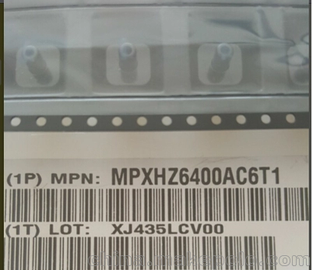 (1P) MPN: MPXHZ6400AC6T1
(1T) LOT: XJ435LCV00